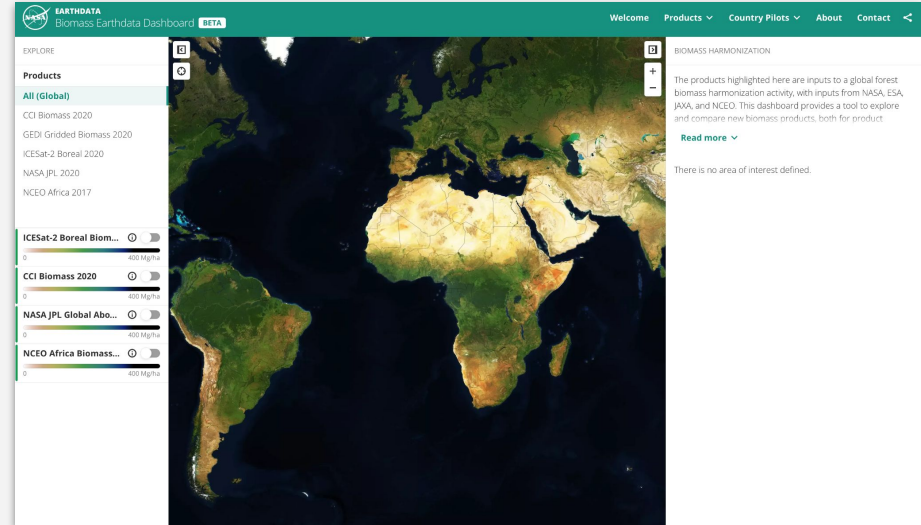 NASA
EARTHDATA
Biomass Earthdata Dashboard BETA
Welcome Products Country Pilots About Contact
EXPLORE
Products
All (Global)
CCI Biomass 2020
GEDI Gridded Biomass 2020
ICESat-2 Boreal 2020
NASA JPL 2020
NCEO Africa 2017
ICESat-2 Boreal Biom...
0 400 Mg/ha
CCI Biomass 2020
0 400 Mg/ha
NASA JPL Global Abo...
0 400 Mg/ha
NCEO Africa Biomass...
0 400 Mg/ha
+
−
BIOMASS HARMONIZATION
The products highlighted here are inputs to a global forest
biomass harmonization activity, with inputs from NASA, ESA,
JAXA, and NCEO. This dashboard provides a tool to explore
and compare new biomass products, both for product
Read more
There is no area of interest defined.